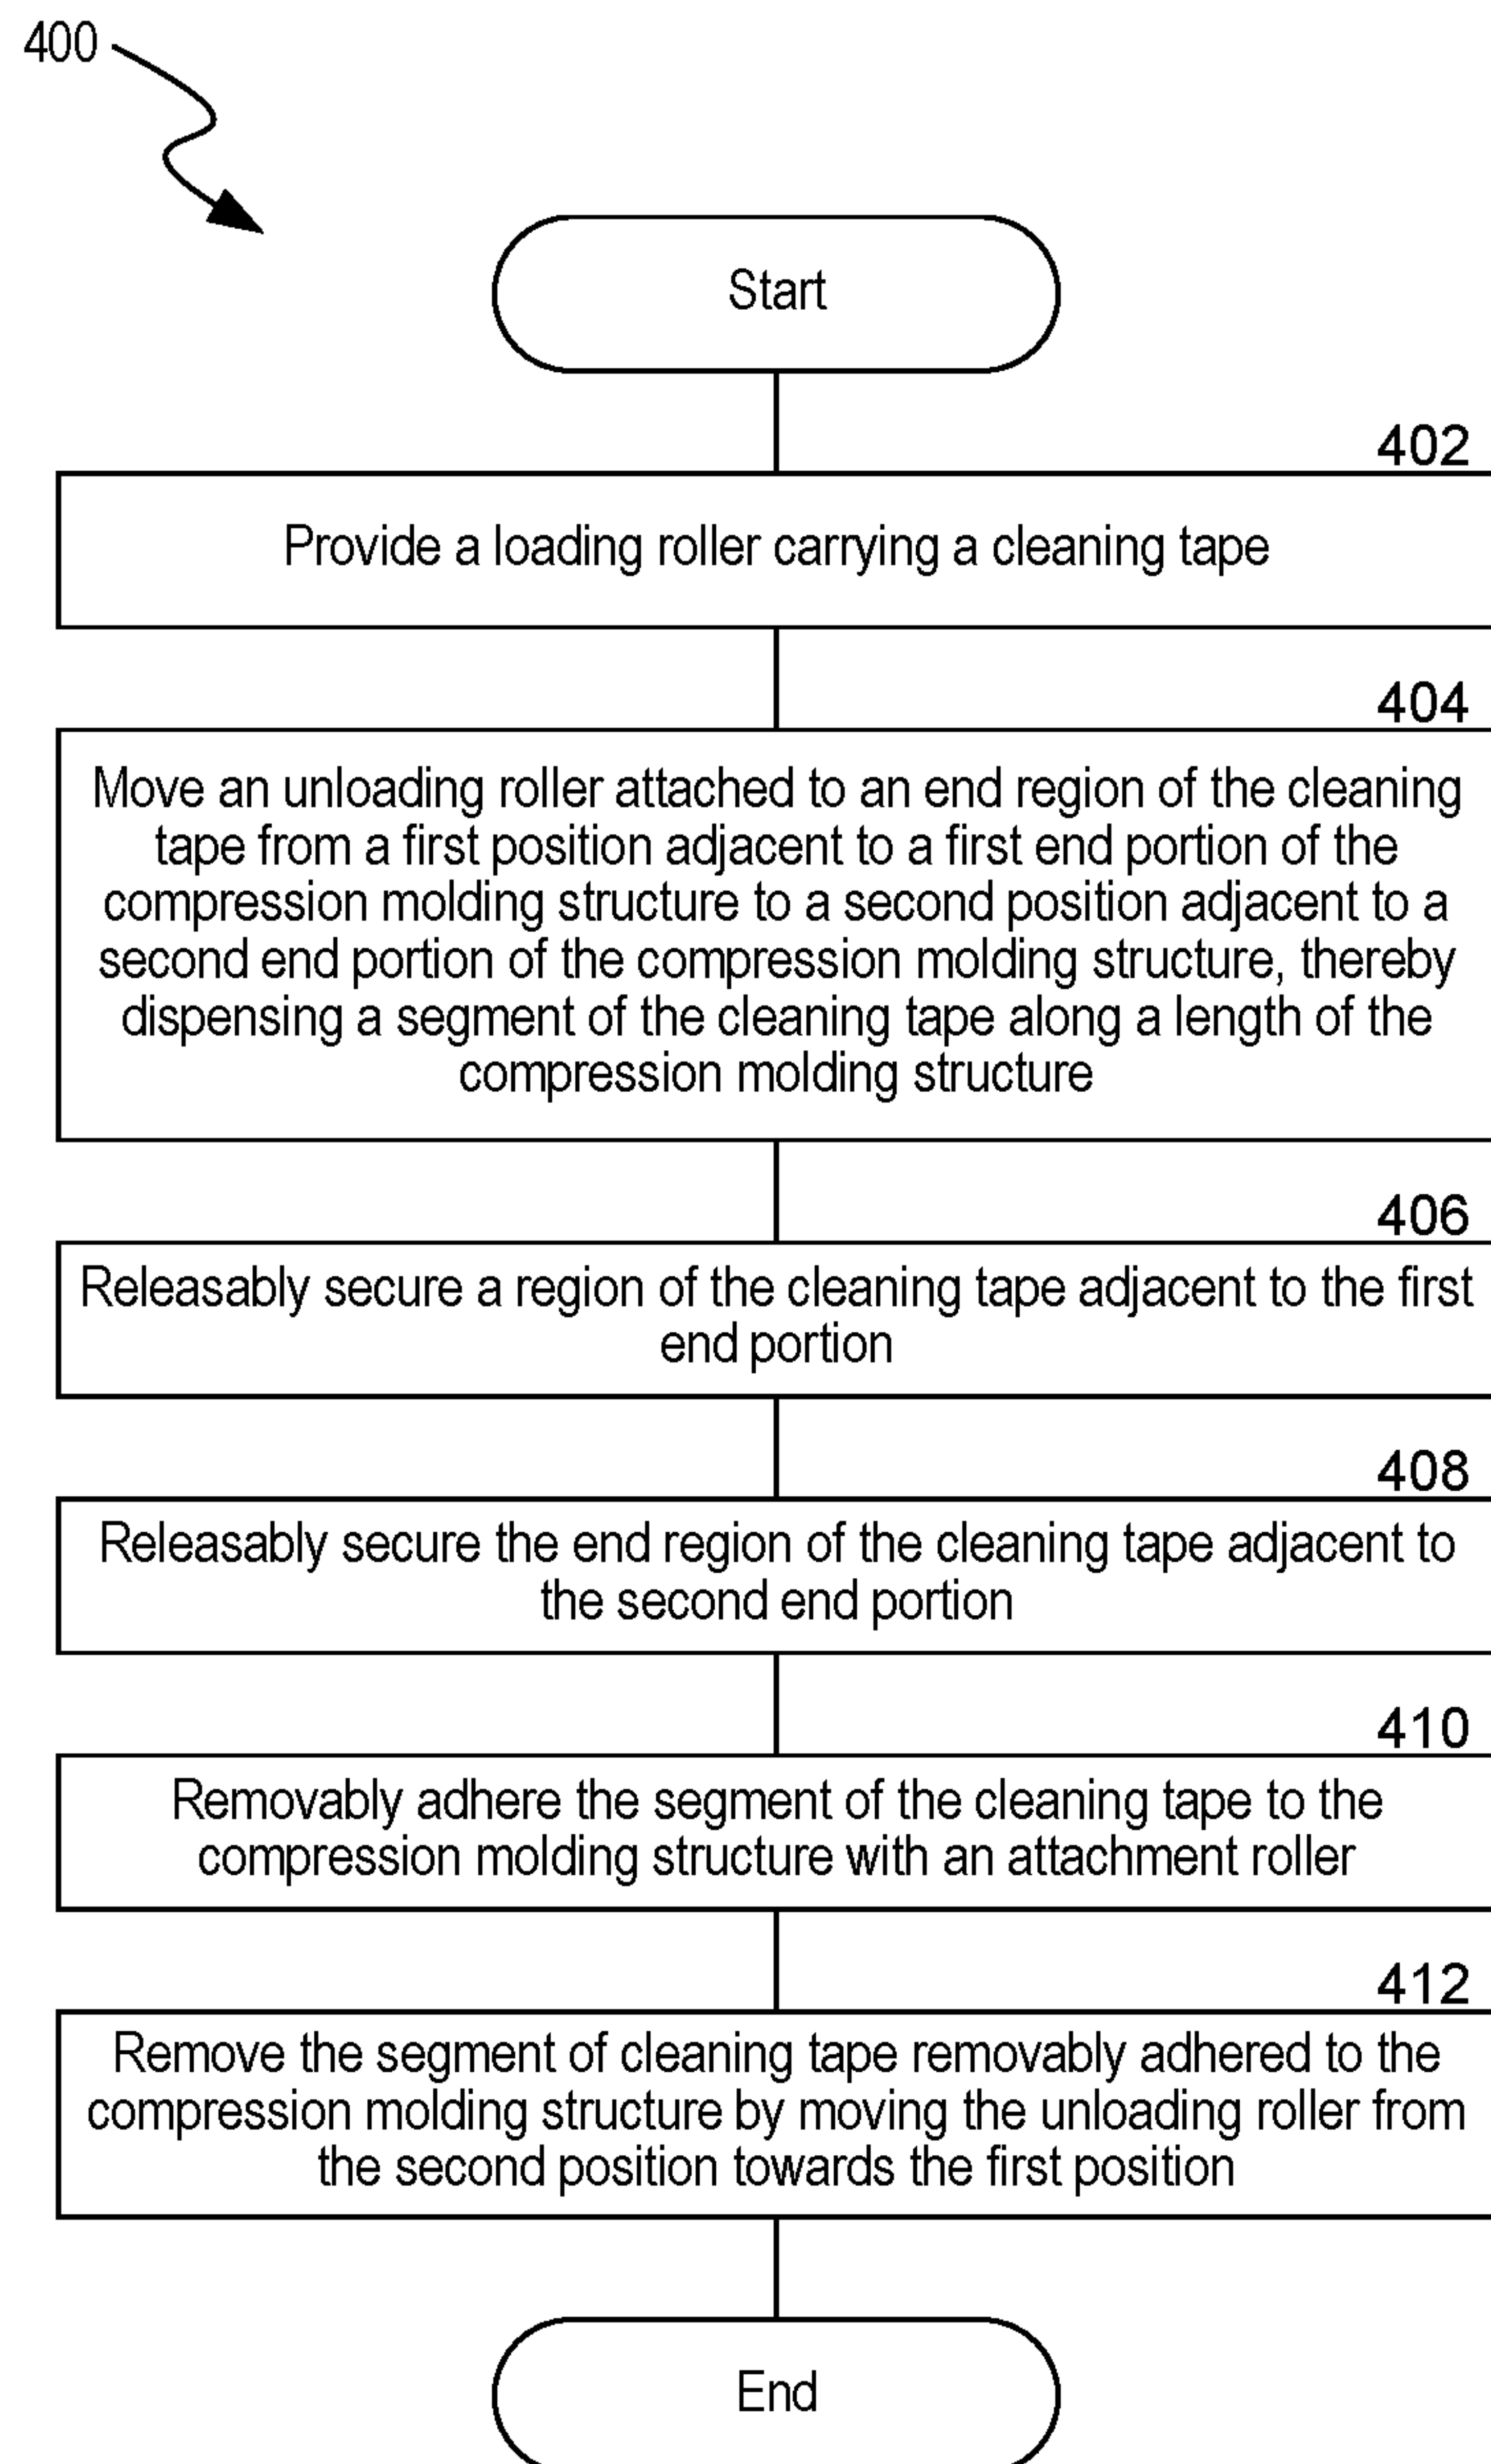 400
Start
402
Provide a loading roller carrying a cleaning tape
404
Move an unloading roller attached to an end region of the cleaning
tape from a first position adjacent to a first end portion of the
compression molding structure to a second position adjacent to a
second end portion of the compression molding structure, thereby
dispensing a segment of the cleaning tape along a length of the
compression molding structure
406
Releasably secure a region of the cleaning tape adjacent to the first
end portion
408
Releasably secure the end region of the cleaning tape adjacent to
the second end portion
410
Removably adhere the segment of the cleaning tape to the
compression molding structure with an attachment roller
412
Remove the segment of cleaning tape removably adhered to the
compression molding structure by moving the unloading roller from
the second position towards the first position
End